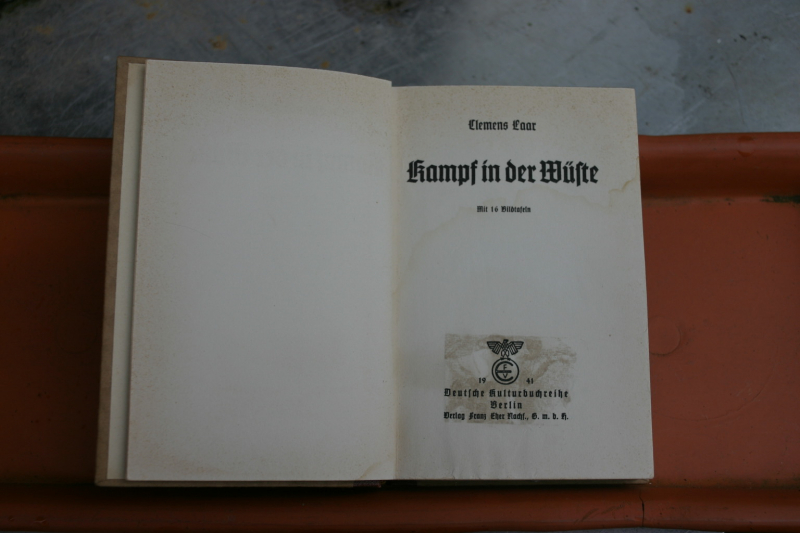 Clemens Laar
Kampf in der Wüste
Mit 16 Bildtafeln
19 41
Deutsche Kulturbuchreihe
Berlin
Verlag Franz Eher Nachf., G. m. b. H.